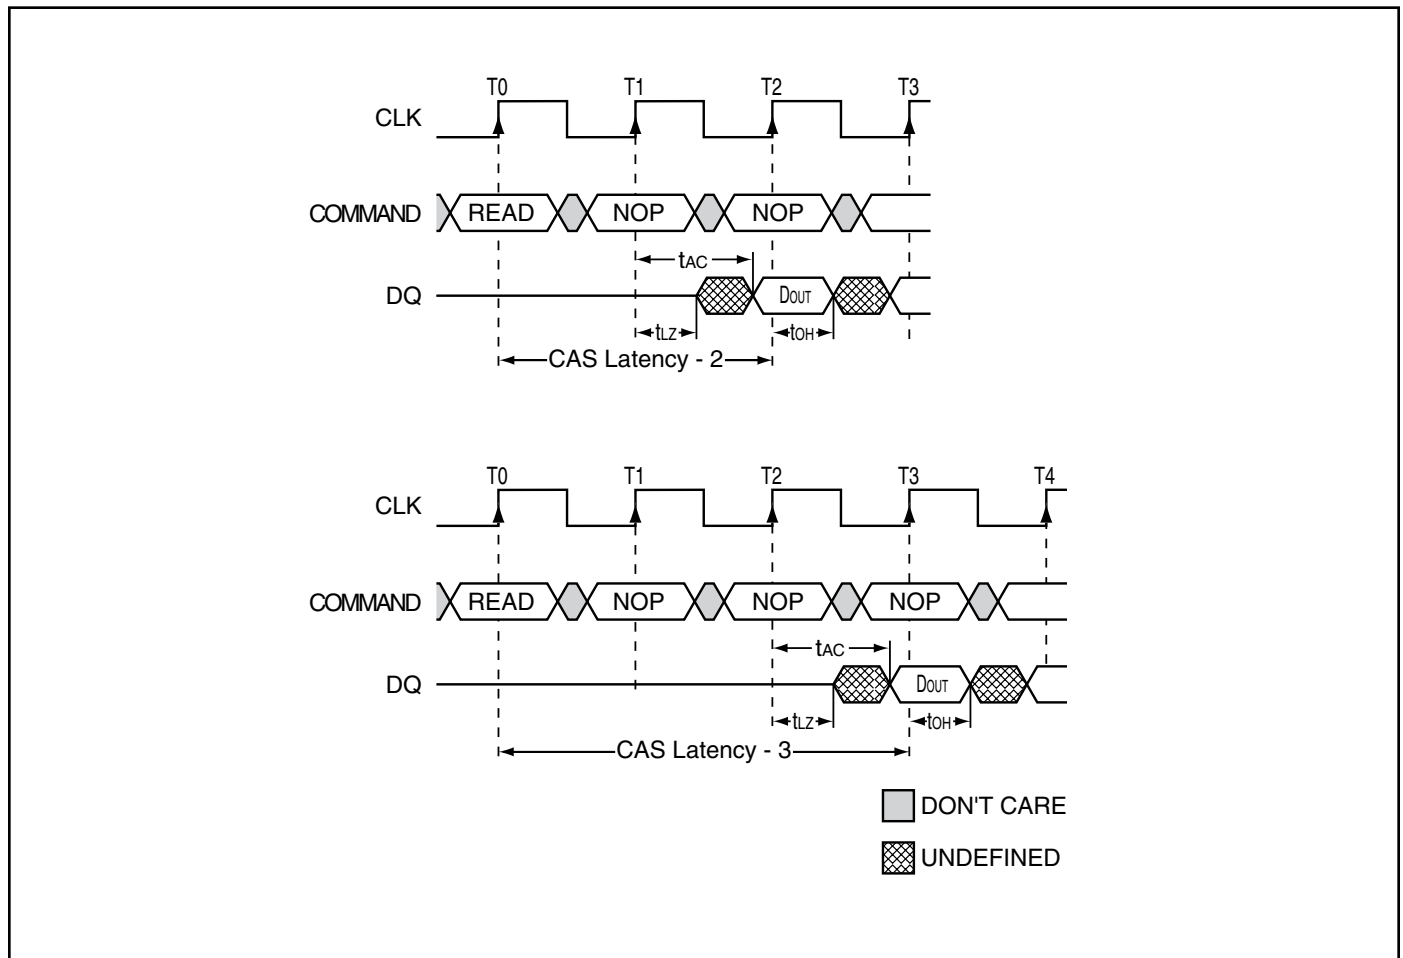 T0 T1 T2 T3
CLK
COMMAND READ NOP NOP
tAC
DQ DOUT
tLZ tOH
CAS Latency - 2
T0 T1 T2 T3 T4
CLK
COMMAND READ NOP NOP NOP
tAC
DQ DOUT
tLZ tOH
CAS Latency - 3
DON'T CARE
UNDEFINED